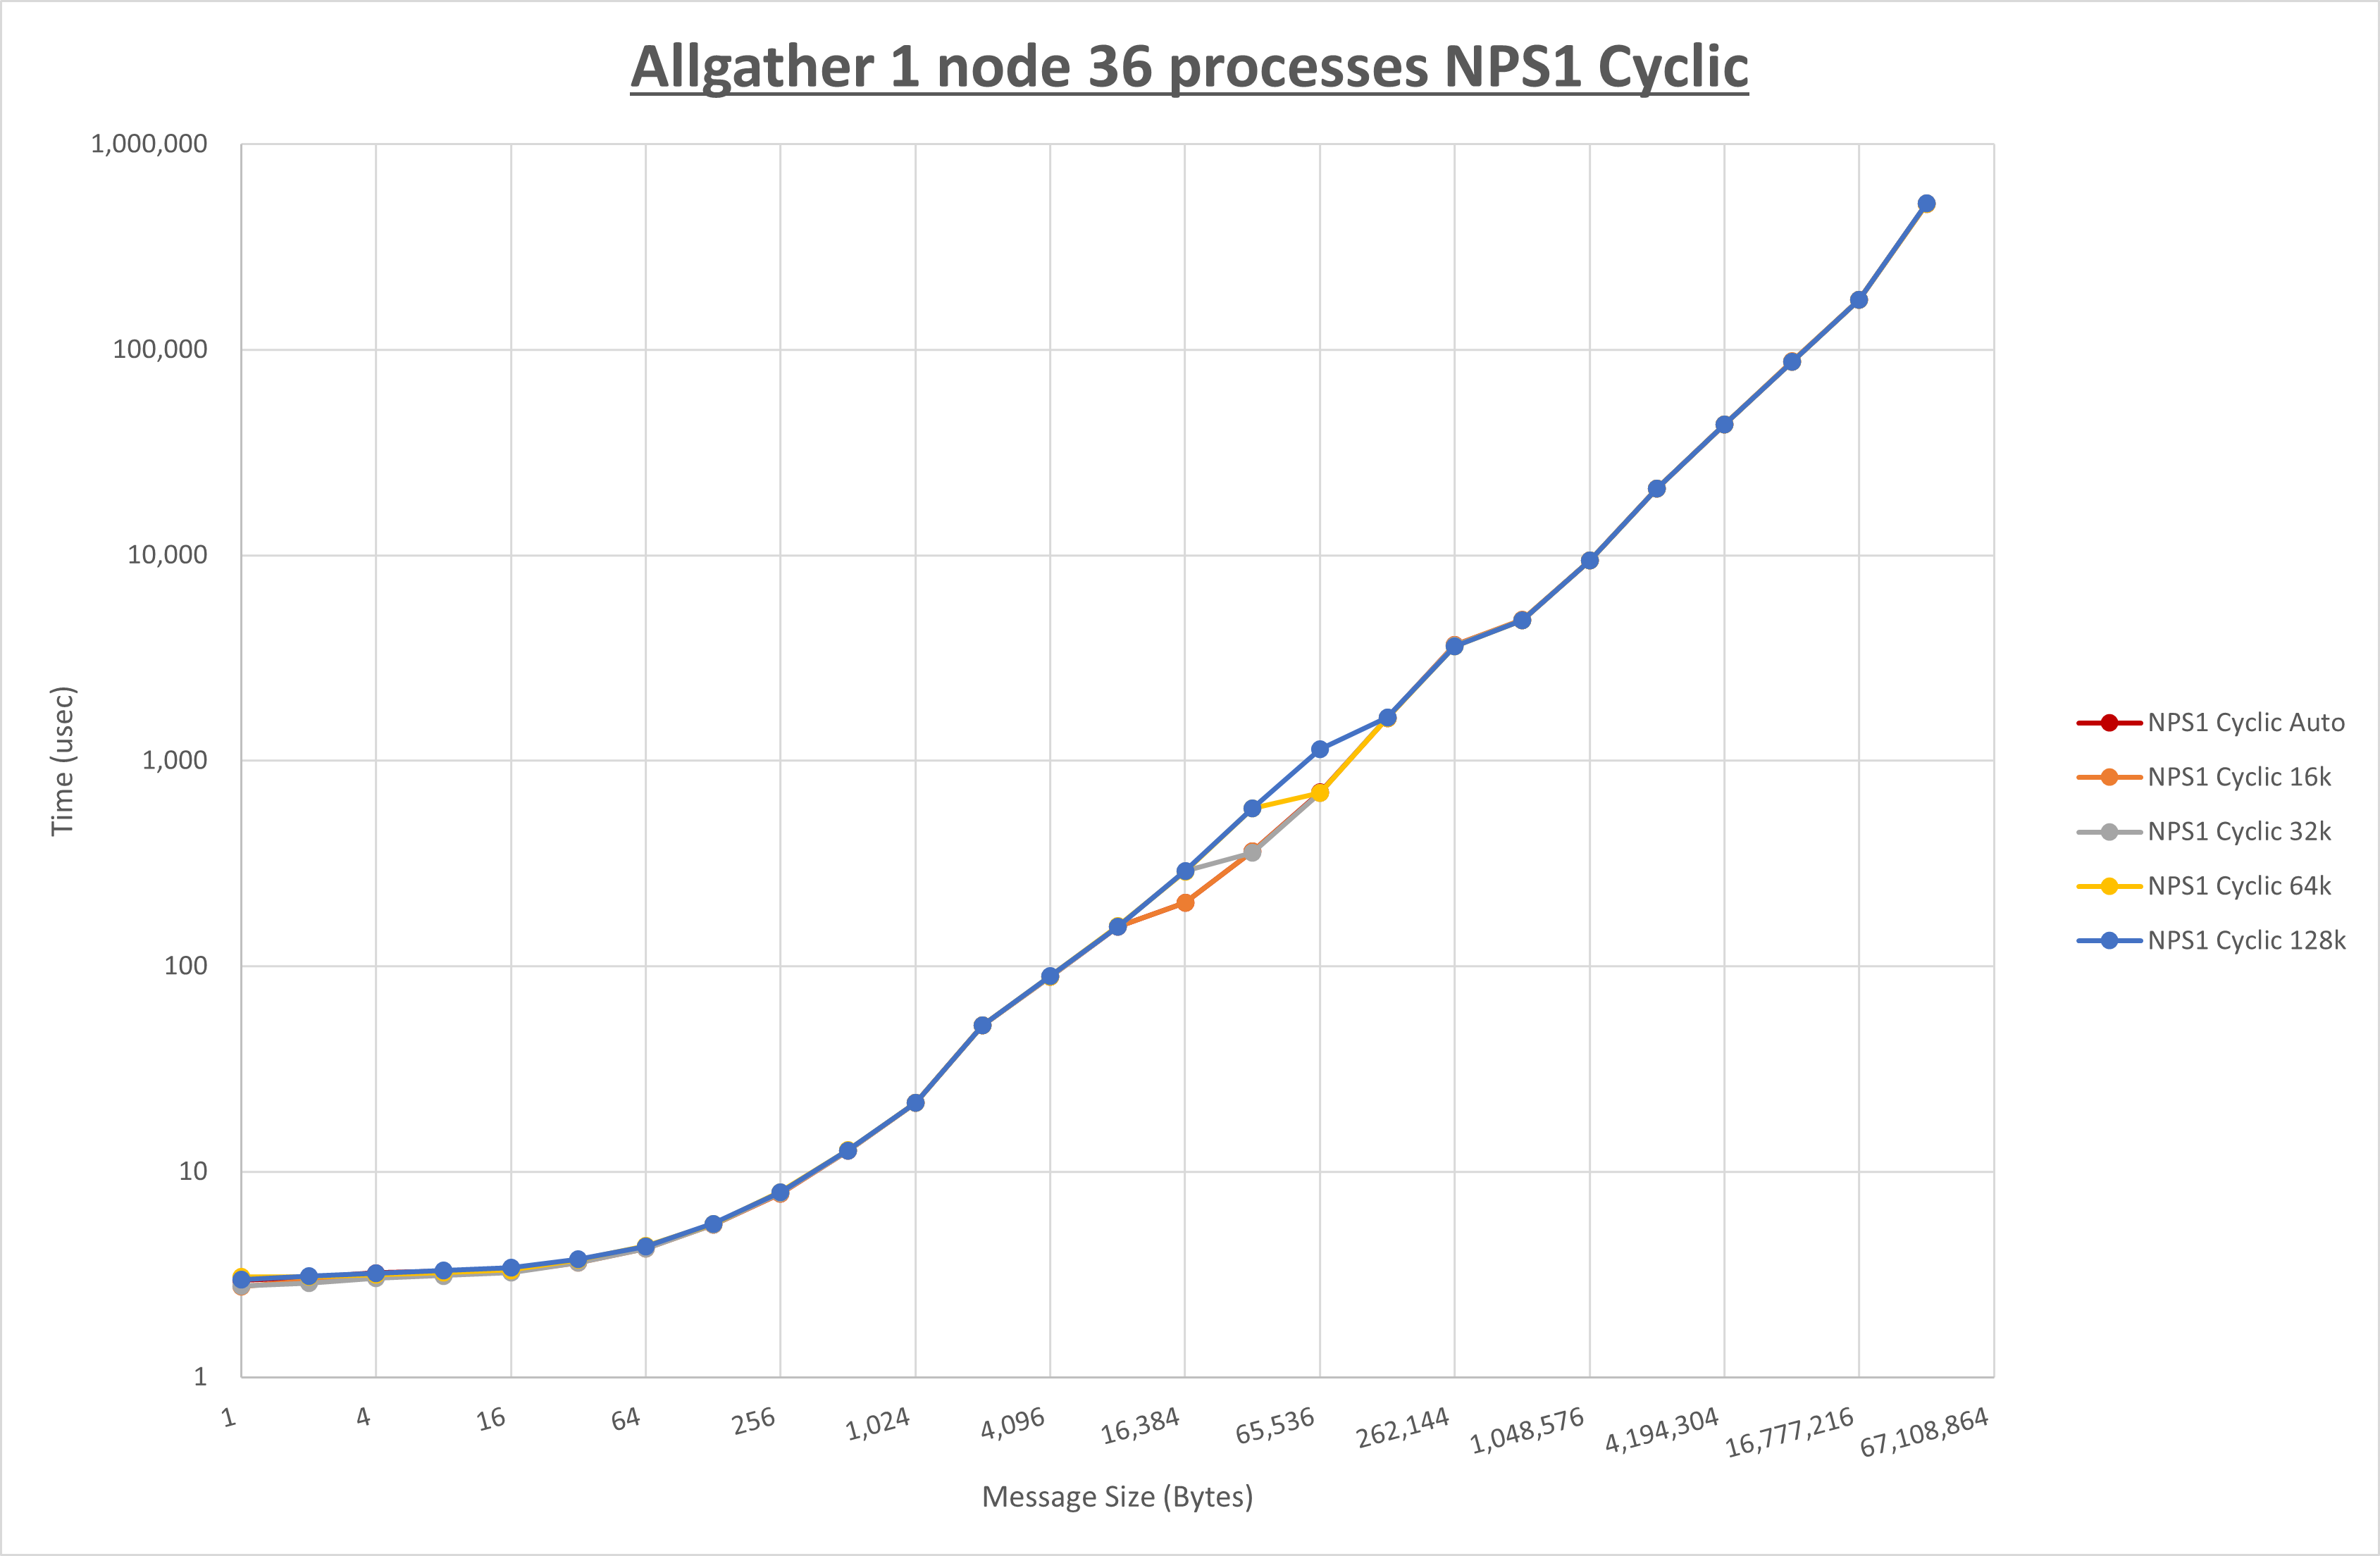 Allgather 1 node 36 processes NPS1 Cyclic
1,000,000
100,000
10,000
1,000
100
10
1
Time (usec)
1
4
16
64
256
1,024
4,096
16,384
65,536
262,144
1,048,576
4,194,304
16,777,216
67,108,864
Message Size (Bytes)
NPS1 Cyclic Auto
NPS1 Cyclic 16k
NPS1 Cyclic 32k
NPS1 Cyclic 64k
NPS1 Cyclic 128k